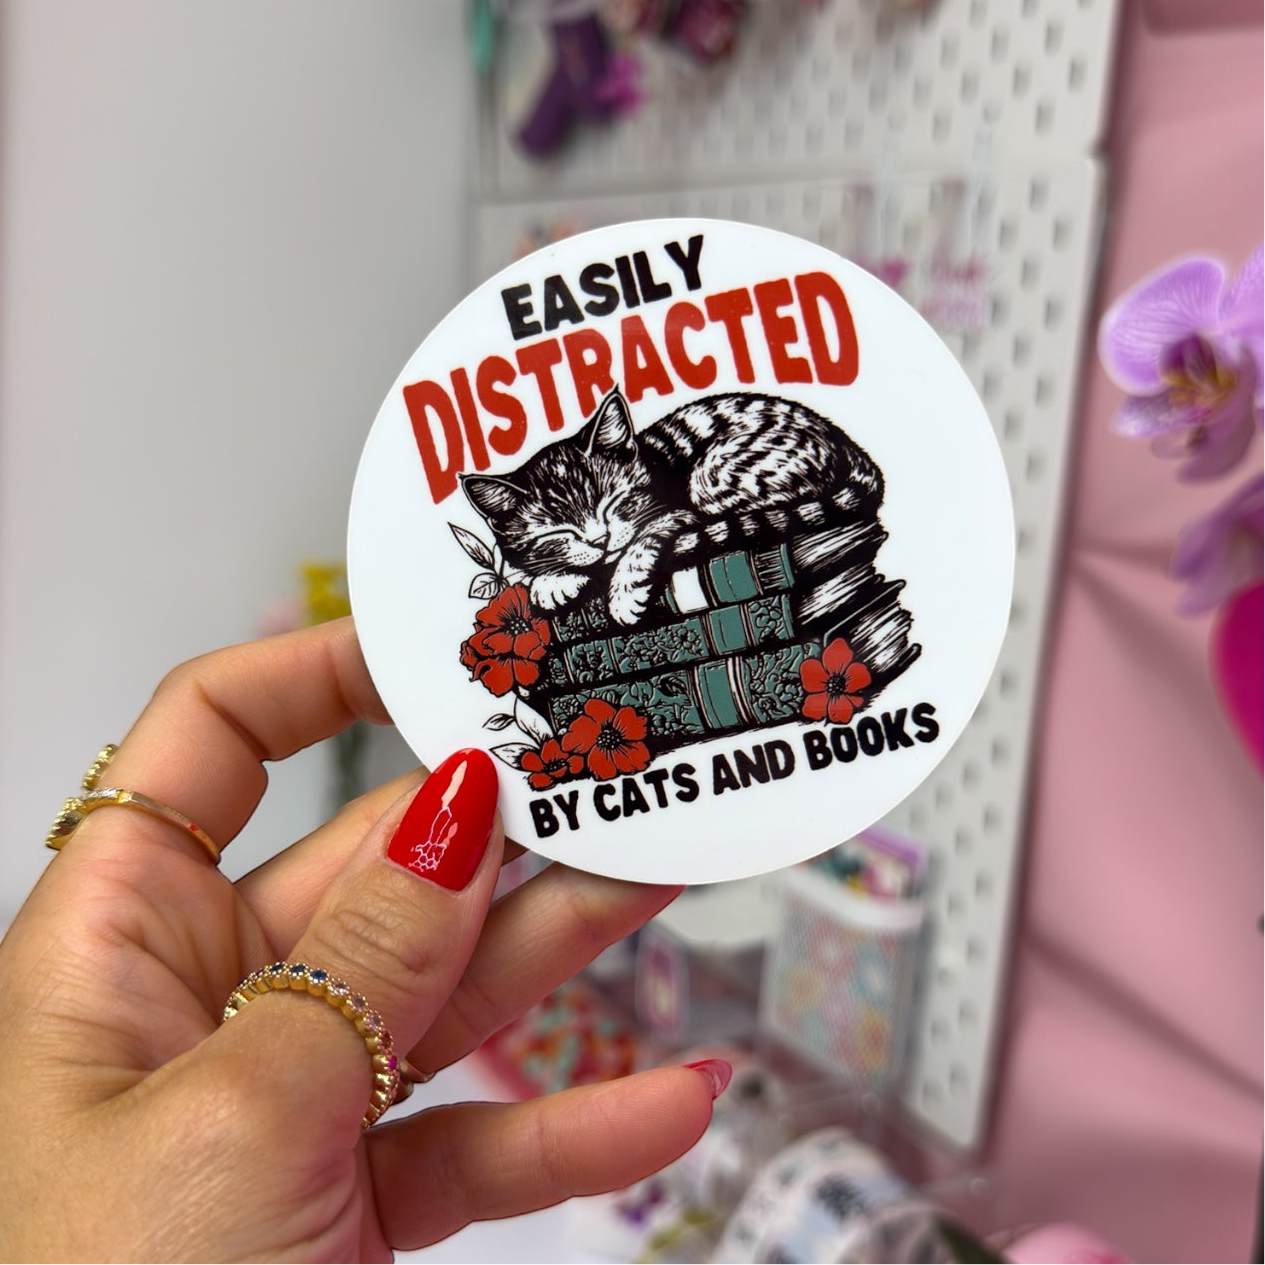 EASILY
DISTRACTED
BY CATS AND BOOKS